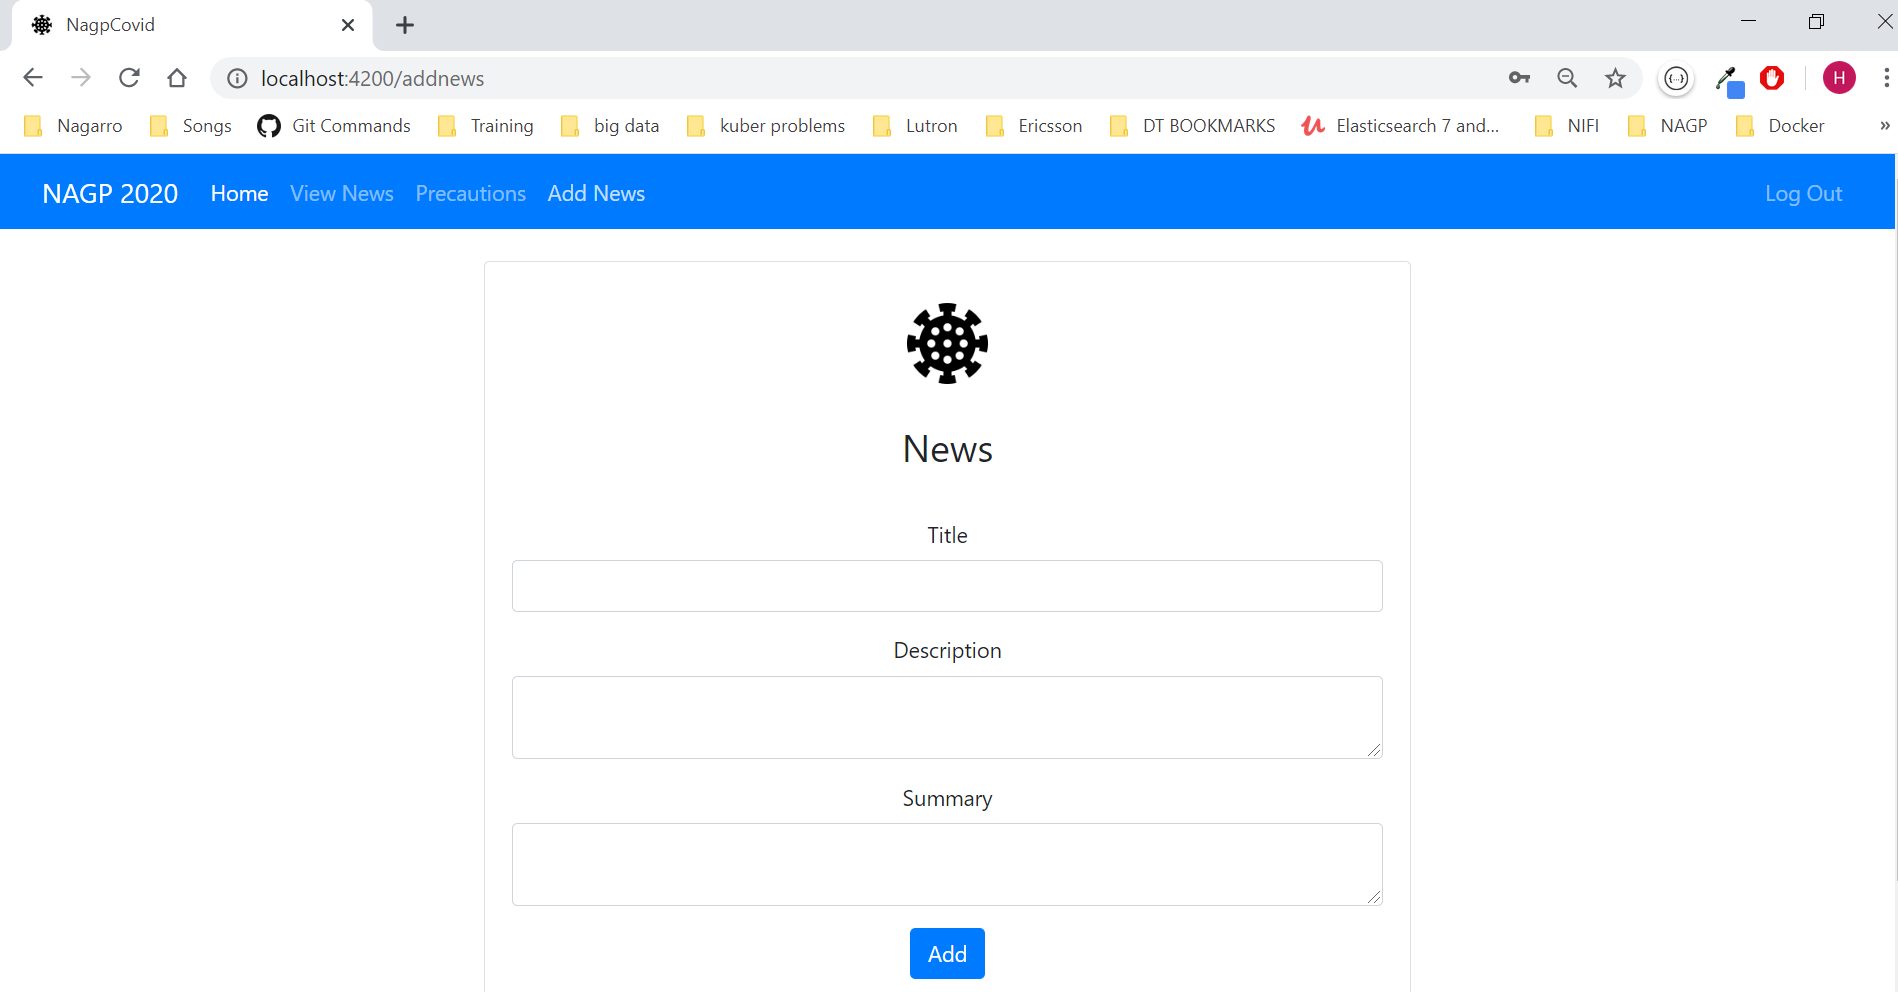 NagpCovid
localhost:4200/addnews
H
Nagarro Songs Git Commands Training big data kuber problems Lutron Ericsson DT BOOKMARKS Elasticsearch 7 and... NIFI NAGP Docker »
NAGP 2020 Home View News Precautions Add News Log Out
News
Title
Description
Summary
Add